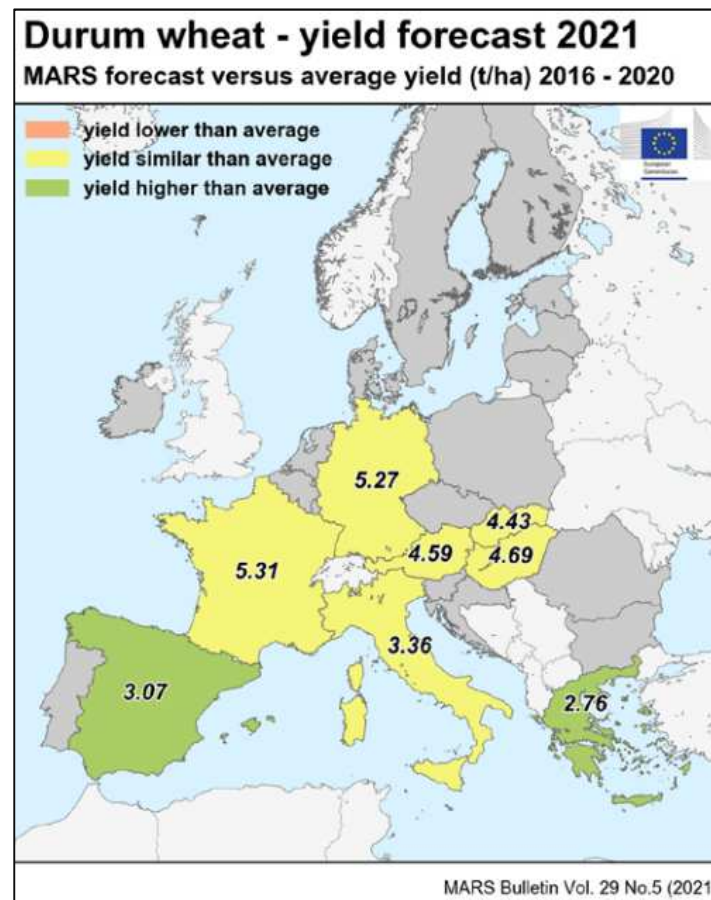 Durum wheat - yield forecast 2021
MARS forecast versus average yield (t/ha) 2016 - 2020
yield lower than average
yield similar than average
yield higher than average
European
Commission
5.27
4.43
4.59
4.69
5.31
3.36
3.07
2.76
MARS Bulletin Vol. 29 No.5 (2021